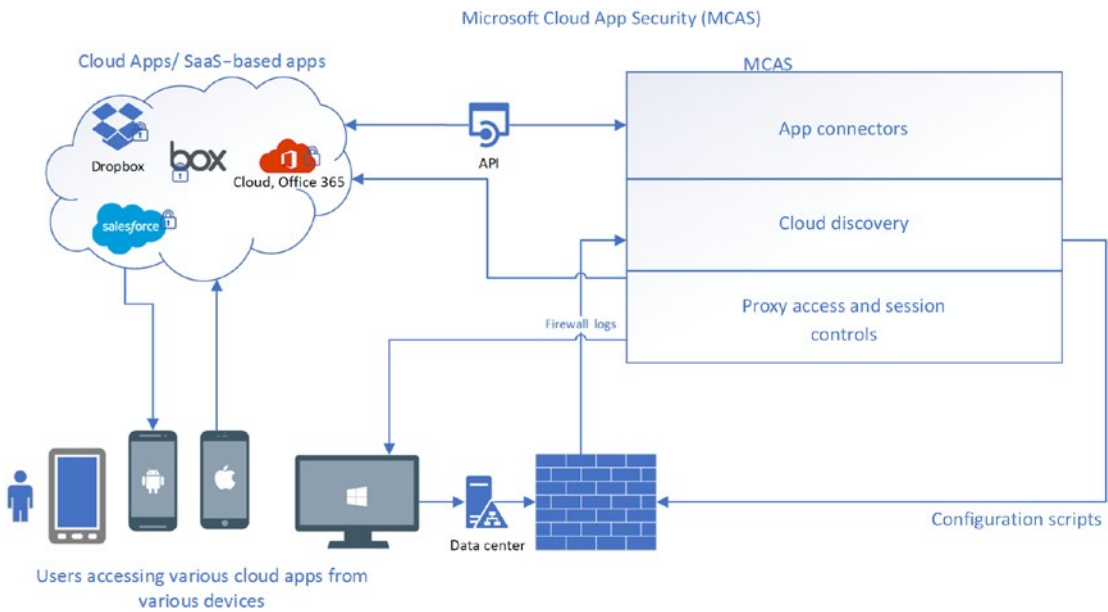 Microsoft Cloud App Security (MCAS)
Cloud Apps/ SaaS-based apps
MCAS
Dropbox
box
Cloud, Office 365
salesforce
API
App connectors
Cloud discovery
Proxy access and session
controls
Firewall logs
Data center
Configuration scripts
Users accessing various cloud apps from
various devices